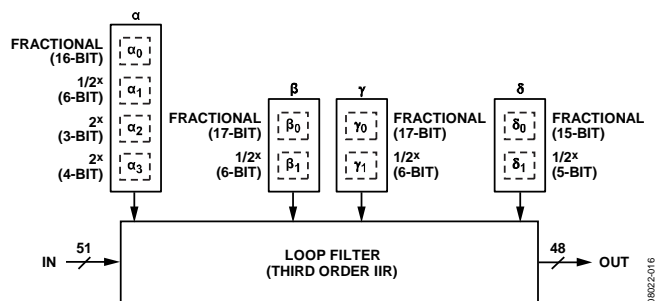 α
FRACTIONAL
(16-BIT)
α0
1/2x
(6-BIT)
α1
2x
(3-BIT)
α2
2x
(4-BIT)
α3
β
FRACTIONAL
(17-BIT)
β0
1/2x
(6-BIT)
β1
γ
γ0
FRACTIONAL
(17-BIT)
γ1
1/2x
(6-BIT)
δ
δ0
FRACTIONAL
(15-BIT)
δ1
1/2x
(5-BIT)
IN
51
LOOP FILTER
(THIRD ORDER IIR)
48
OUT
08022-016